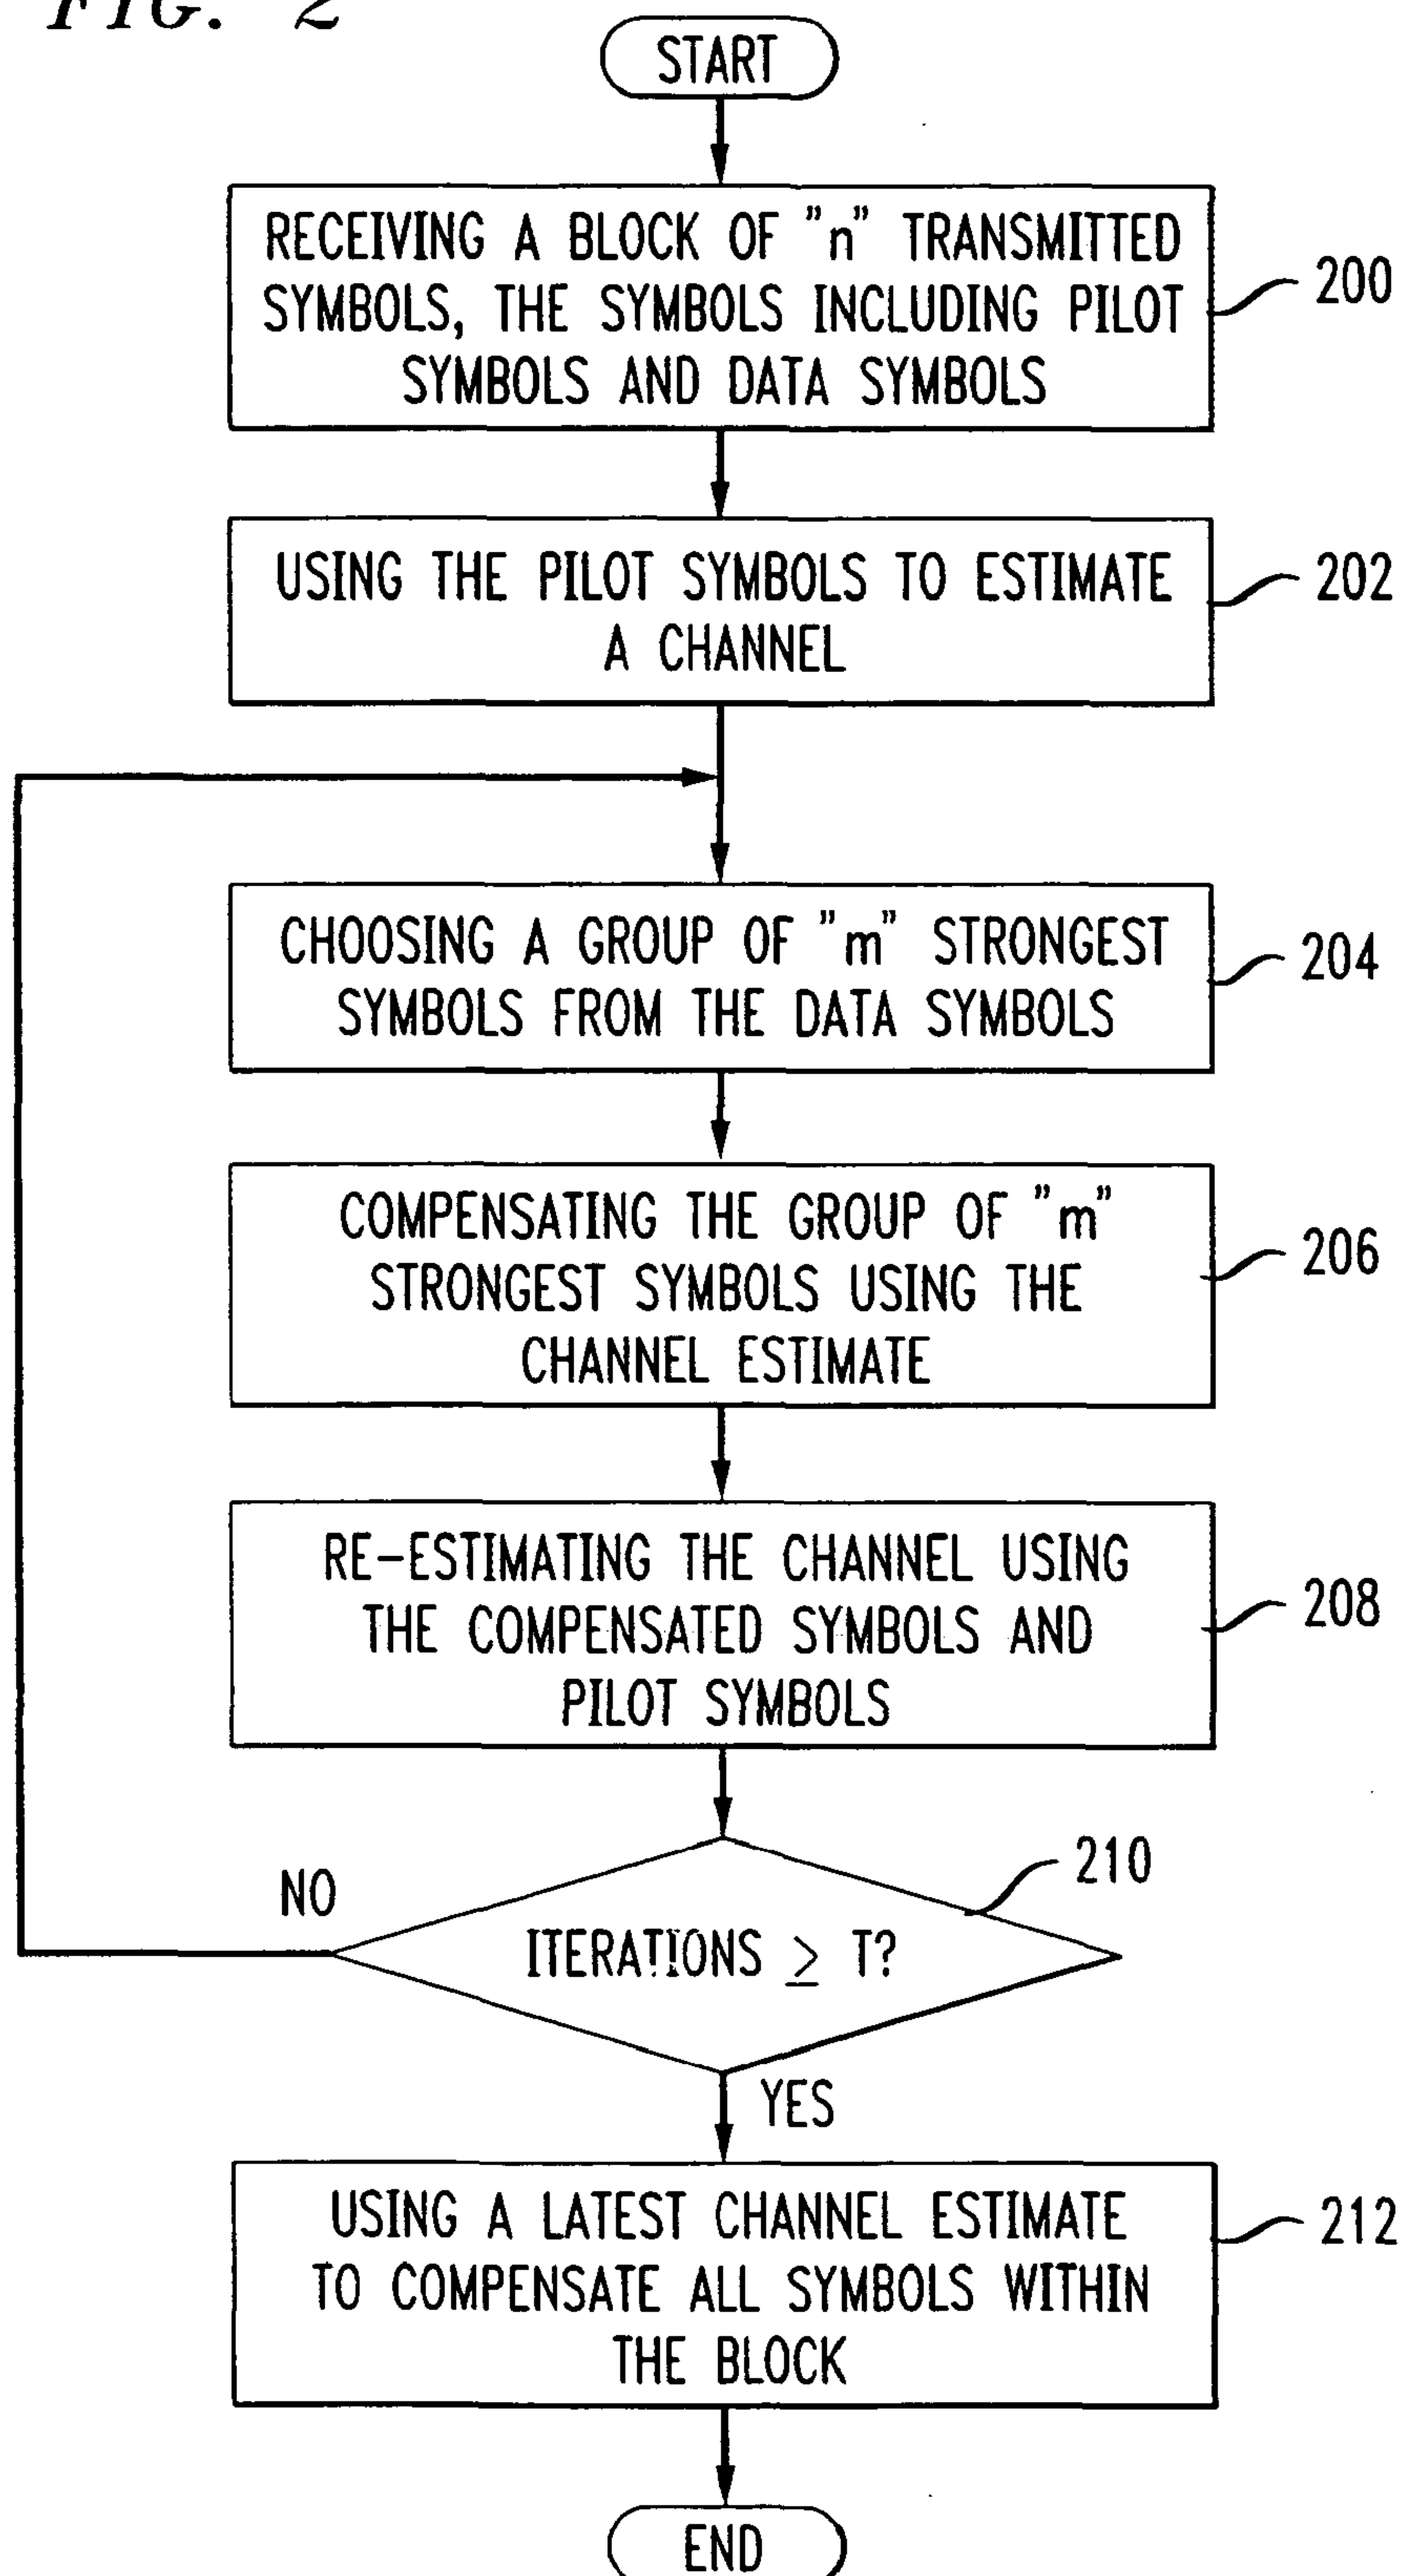 FIG. 2
START
RECEIVING A BLOCK OF "n" TRANSMITTED
SYMBOLS, THE SYMBOLS INCLUDING PILOT
SYMBOLS AND DATA SYMBOLS
200
USING THE PILOT SYMBOLS TO ESTIMATE
A CHANNEL
202
CHOOSING A GROUP OF "m" STRONGEST
SYMBOLS FROM THE DATA SYMBOLS
204
COMPENSATING THE GROUP OF "m"
STRONGEST SYMBOLS USING THE
CHANNEL ESTIMATE
206
RE-ESTIMATING THE CHANNEL USING
THE COMPENSATED SYMBOLS AND
PILOT SYMBOLS
208
210
NO
ITERATIONS ≥ T?
YES
USING A LATEST CHANNEL ESTIMATE
TO COMPENSATE ALL SYMBOLS WITHIN
THE BLOCK
212
END